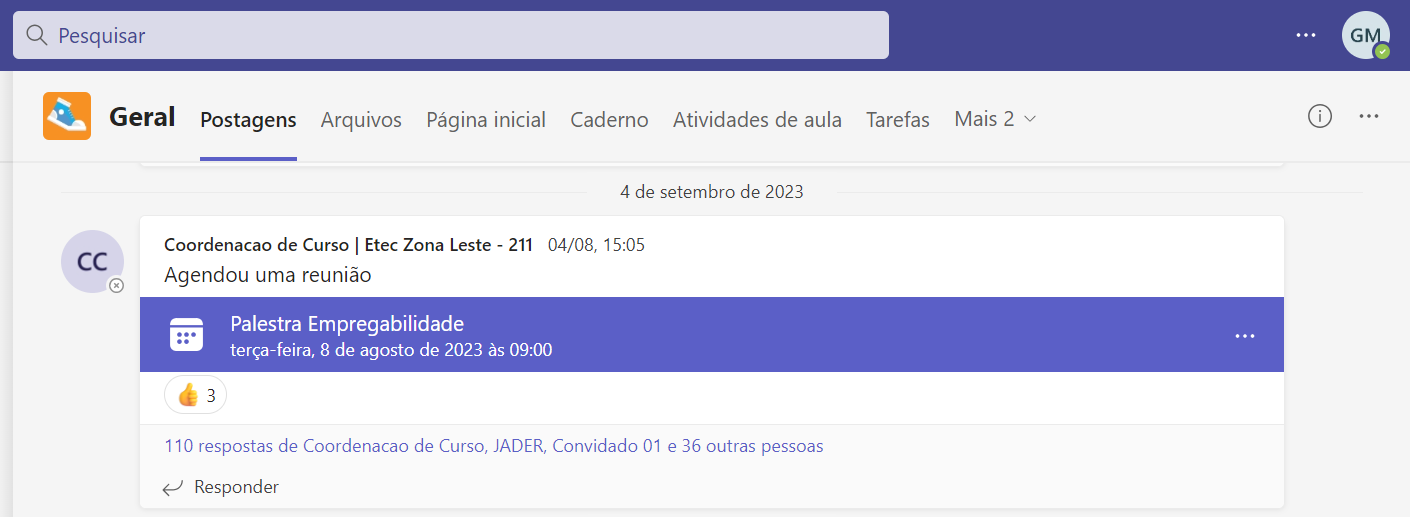 Pesquisar
GM
Geral Postagens Arquivos Página inicial Caderno Atividades de aula Tarefas Mais 2
4 de setembro de 2023
CC
Coordenacao de Curso | Etec Zona Leste - 211 04/08, 15:05
Agendou uma reunião
Palestra Empregabilidade
terça-feira, 8 de agosto de 2023 às 09:00
3
110 respostas de Coordenacao de Curso, JADER, Convidado 01 e 36 outras pessoas
Responder